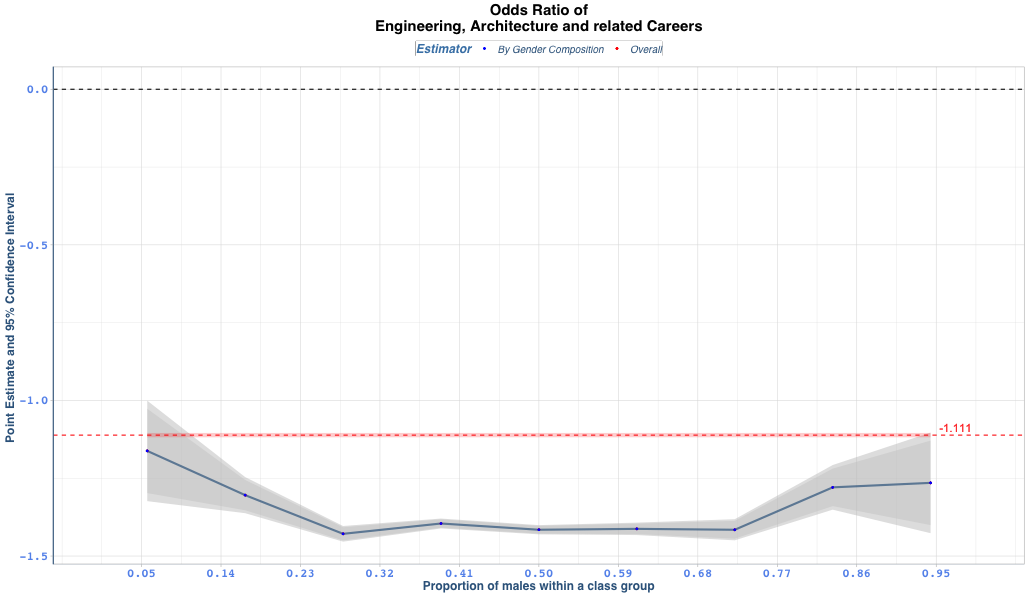 Odds Ratio of
Engineering, Architecture and related Careers
Estimator By Gender Composition Overall
0.0
-0.5
-1.0
-1.5
Point Estimate and 95% Confidence Interval
-1.111
0.05 0.14 0.23 0.32 0.41 0.50 0.59 0.68 0.77 0.86 0.95
Proportion of males within a class group